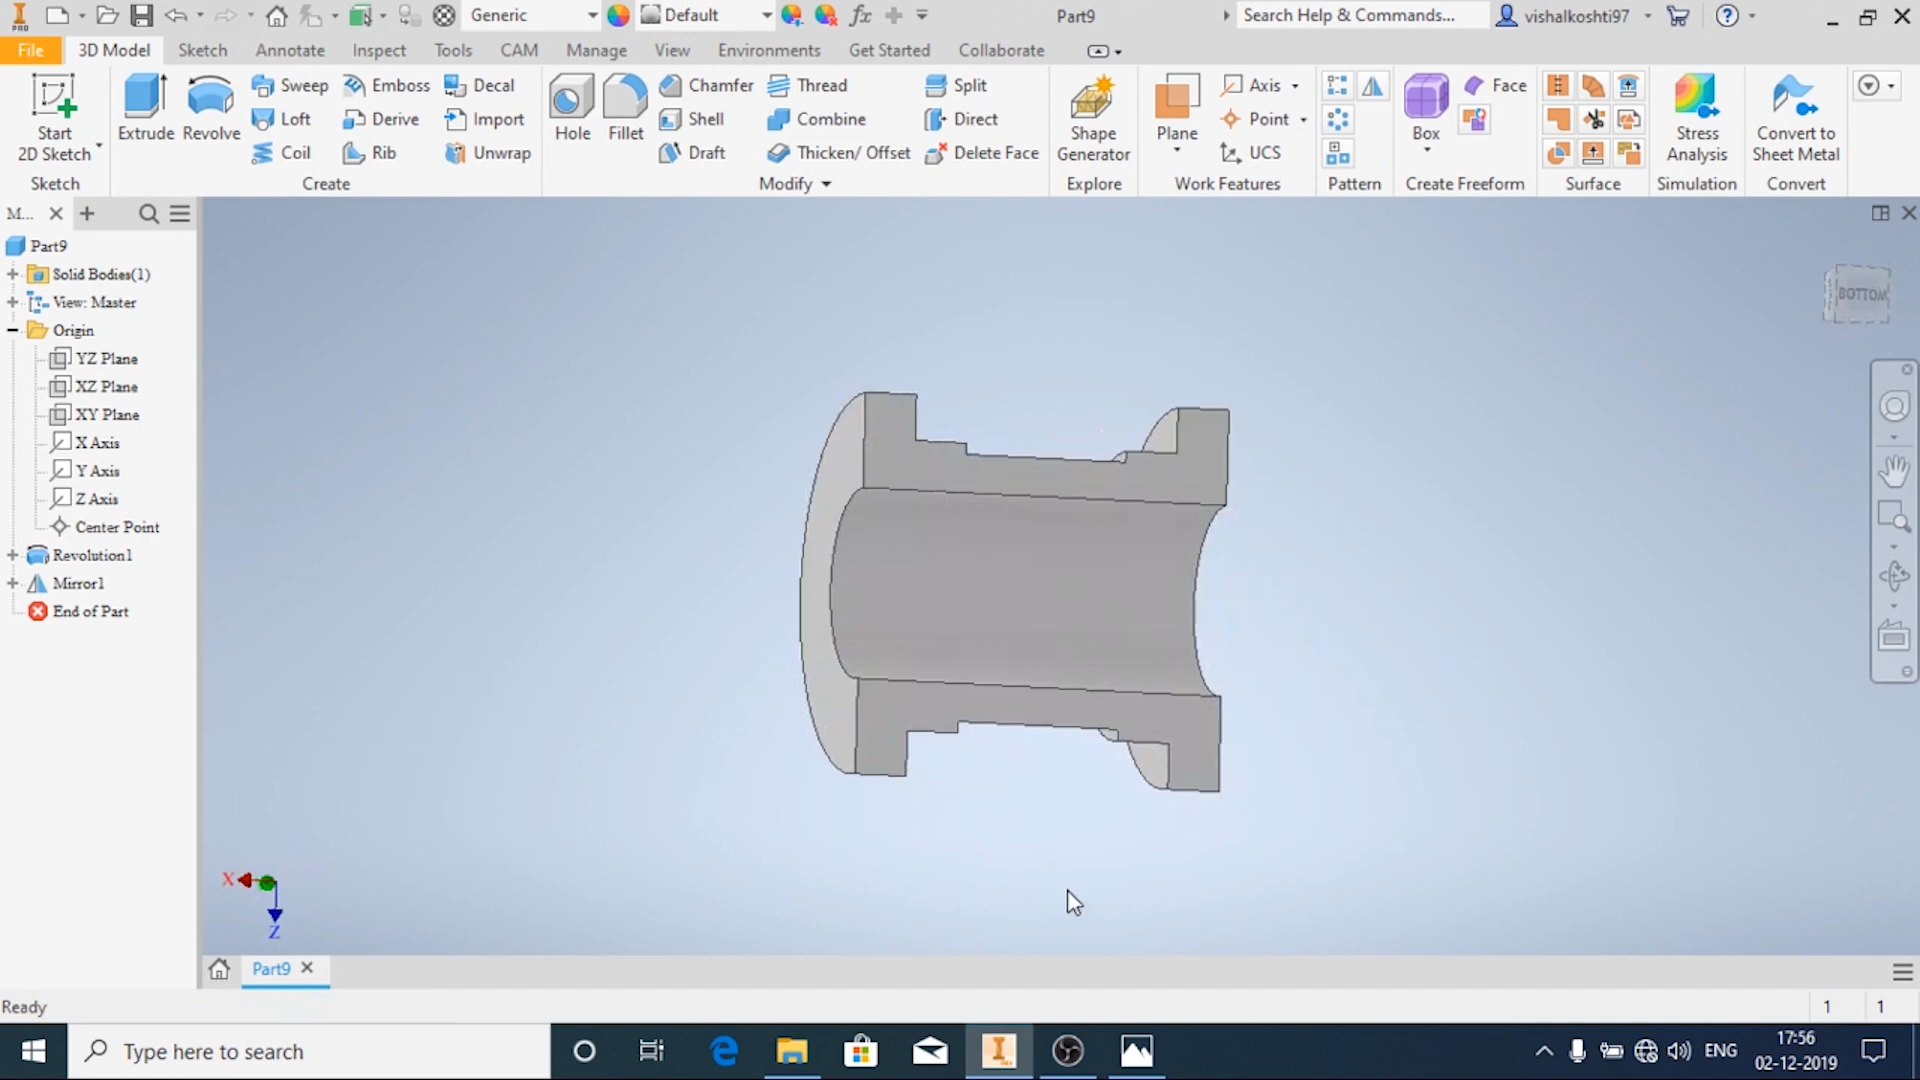 Generic
Default
fx
Part9
Search Help & Commands...
vishalkoshti97
PRO
File
3D Model
Sketch
Annotate
Inspect
Tools
CAM
Manage
View
Environments
Get Started
Collaborate
Start
2D Sketch
Extrude
Revolve
Sweep
Loft
Coil
Emboss
Derive
Rib
Decal
Import
Unwrap
Hole
Fillet
Chamfer
Shell
Draft
Thread
Combine
Thicken/ Offset
Split
Direct
Delete Face
Shape
Generator
Plane
Axis
Point
UCS
Box
Face
Stress
Analysis
Convert to
Sheet Metal
Sketch
Create
Modify
Explore
Work Features
Pattern
Create Freeform
Surface
Simulation
Convert
M...
Part9
Solid Bodies(1)
View: Master
Origin
YZ Plane
XZ Plane
XY Plane
X Axis
Y Axis
Z Axis
Center Point
Revolution1
Mirror1
End of Part
BOTTOM
X
Z
Part9
Ready
1
1
Type here to search
ENG
17:56
02-12-2019